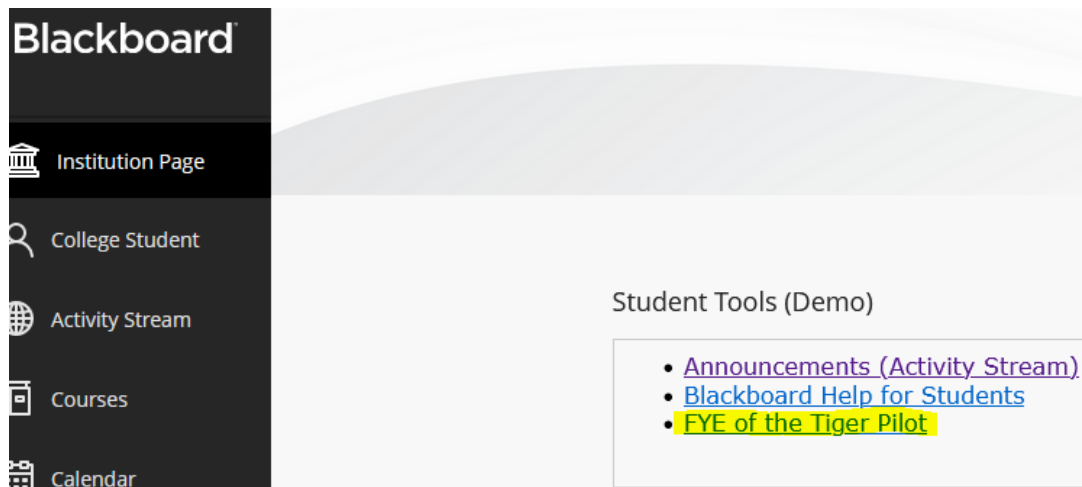 Blackboard
Institution Page
College Student
Activity Stream
Courses
Calendar
Student Tools (Demo)
• Announcements (Activity Stream)
• Blackboard Help for Students
• FYE of the Tiger Pilot